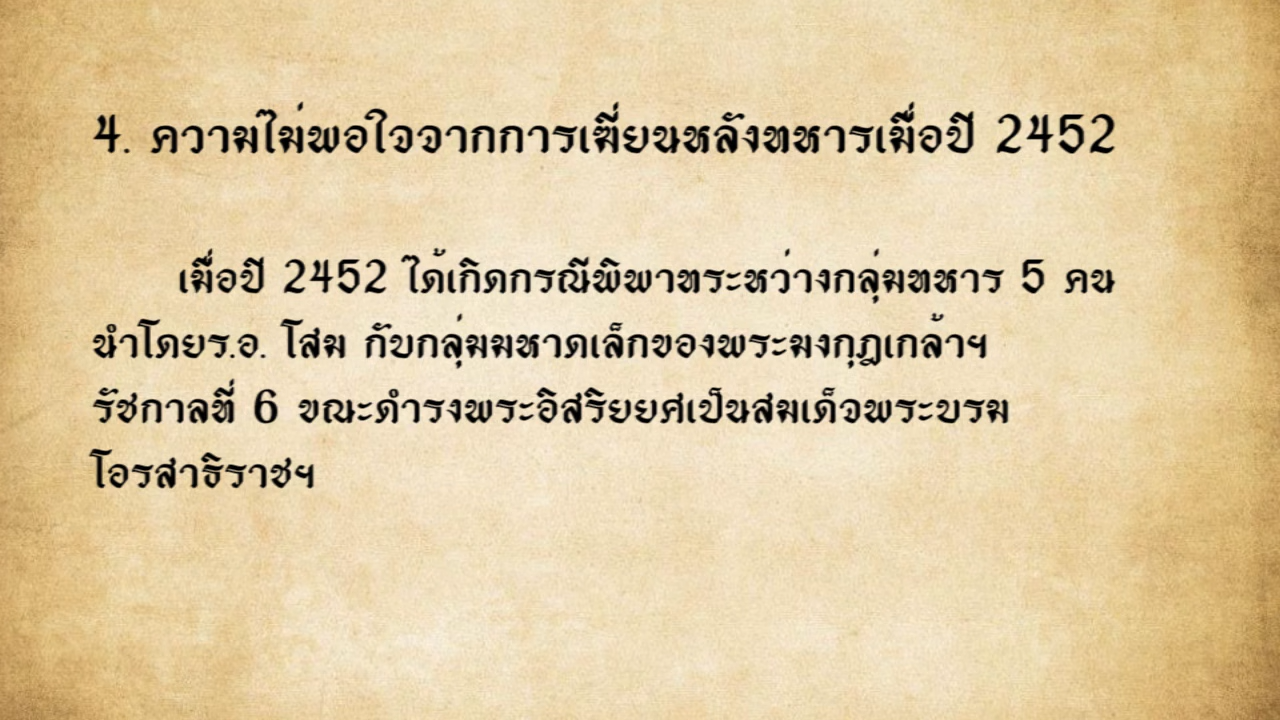 4. ความไม่พอใจจากการเฆี่ยนหลังทหารเมื่อปี 2452
เมื่อปี 2452 ได้เกิดกรณีพิพาทระหว่างกลุ่มทหาร 5 คน
นำโดยร.อ. โสม กับกลุ่มมหาดเล็กของพระมงกุฎเกล้าฯ
รัชกาลที่ 6 ขณะดำรงพระอิสริยยศเป็นสมเด็จพระบรม
โอรสาธิราชฯ